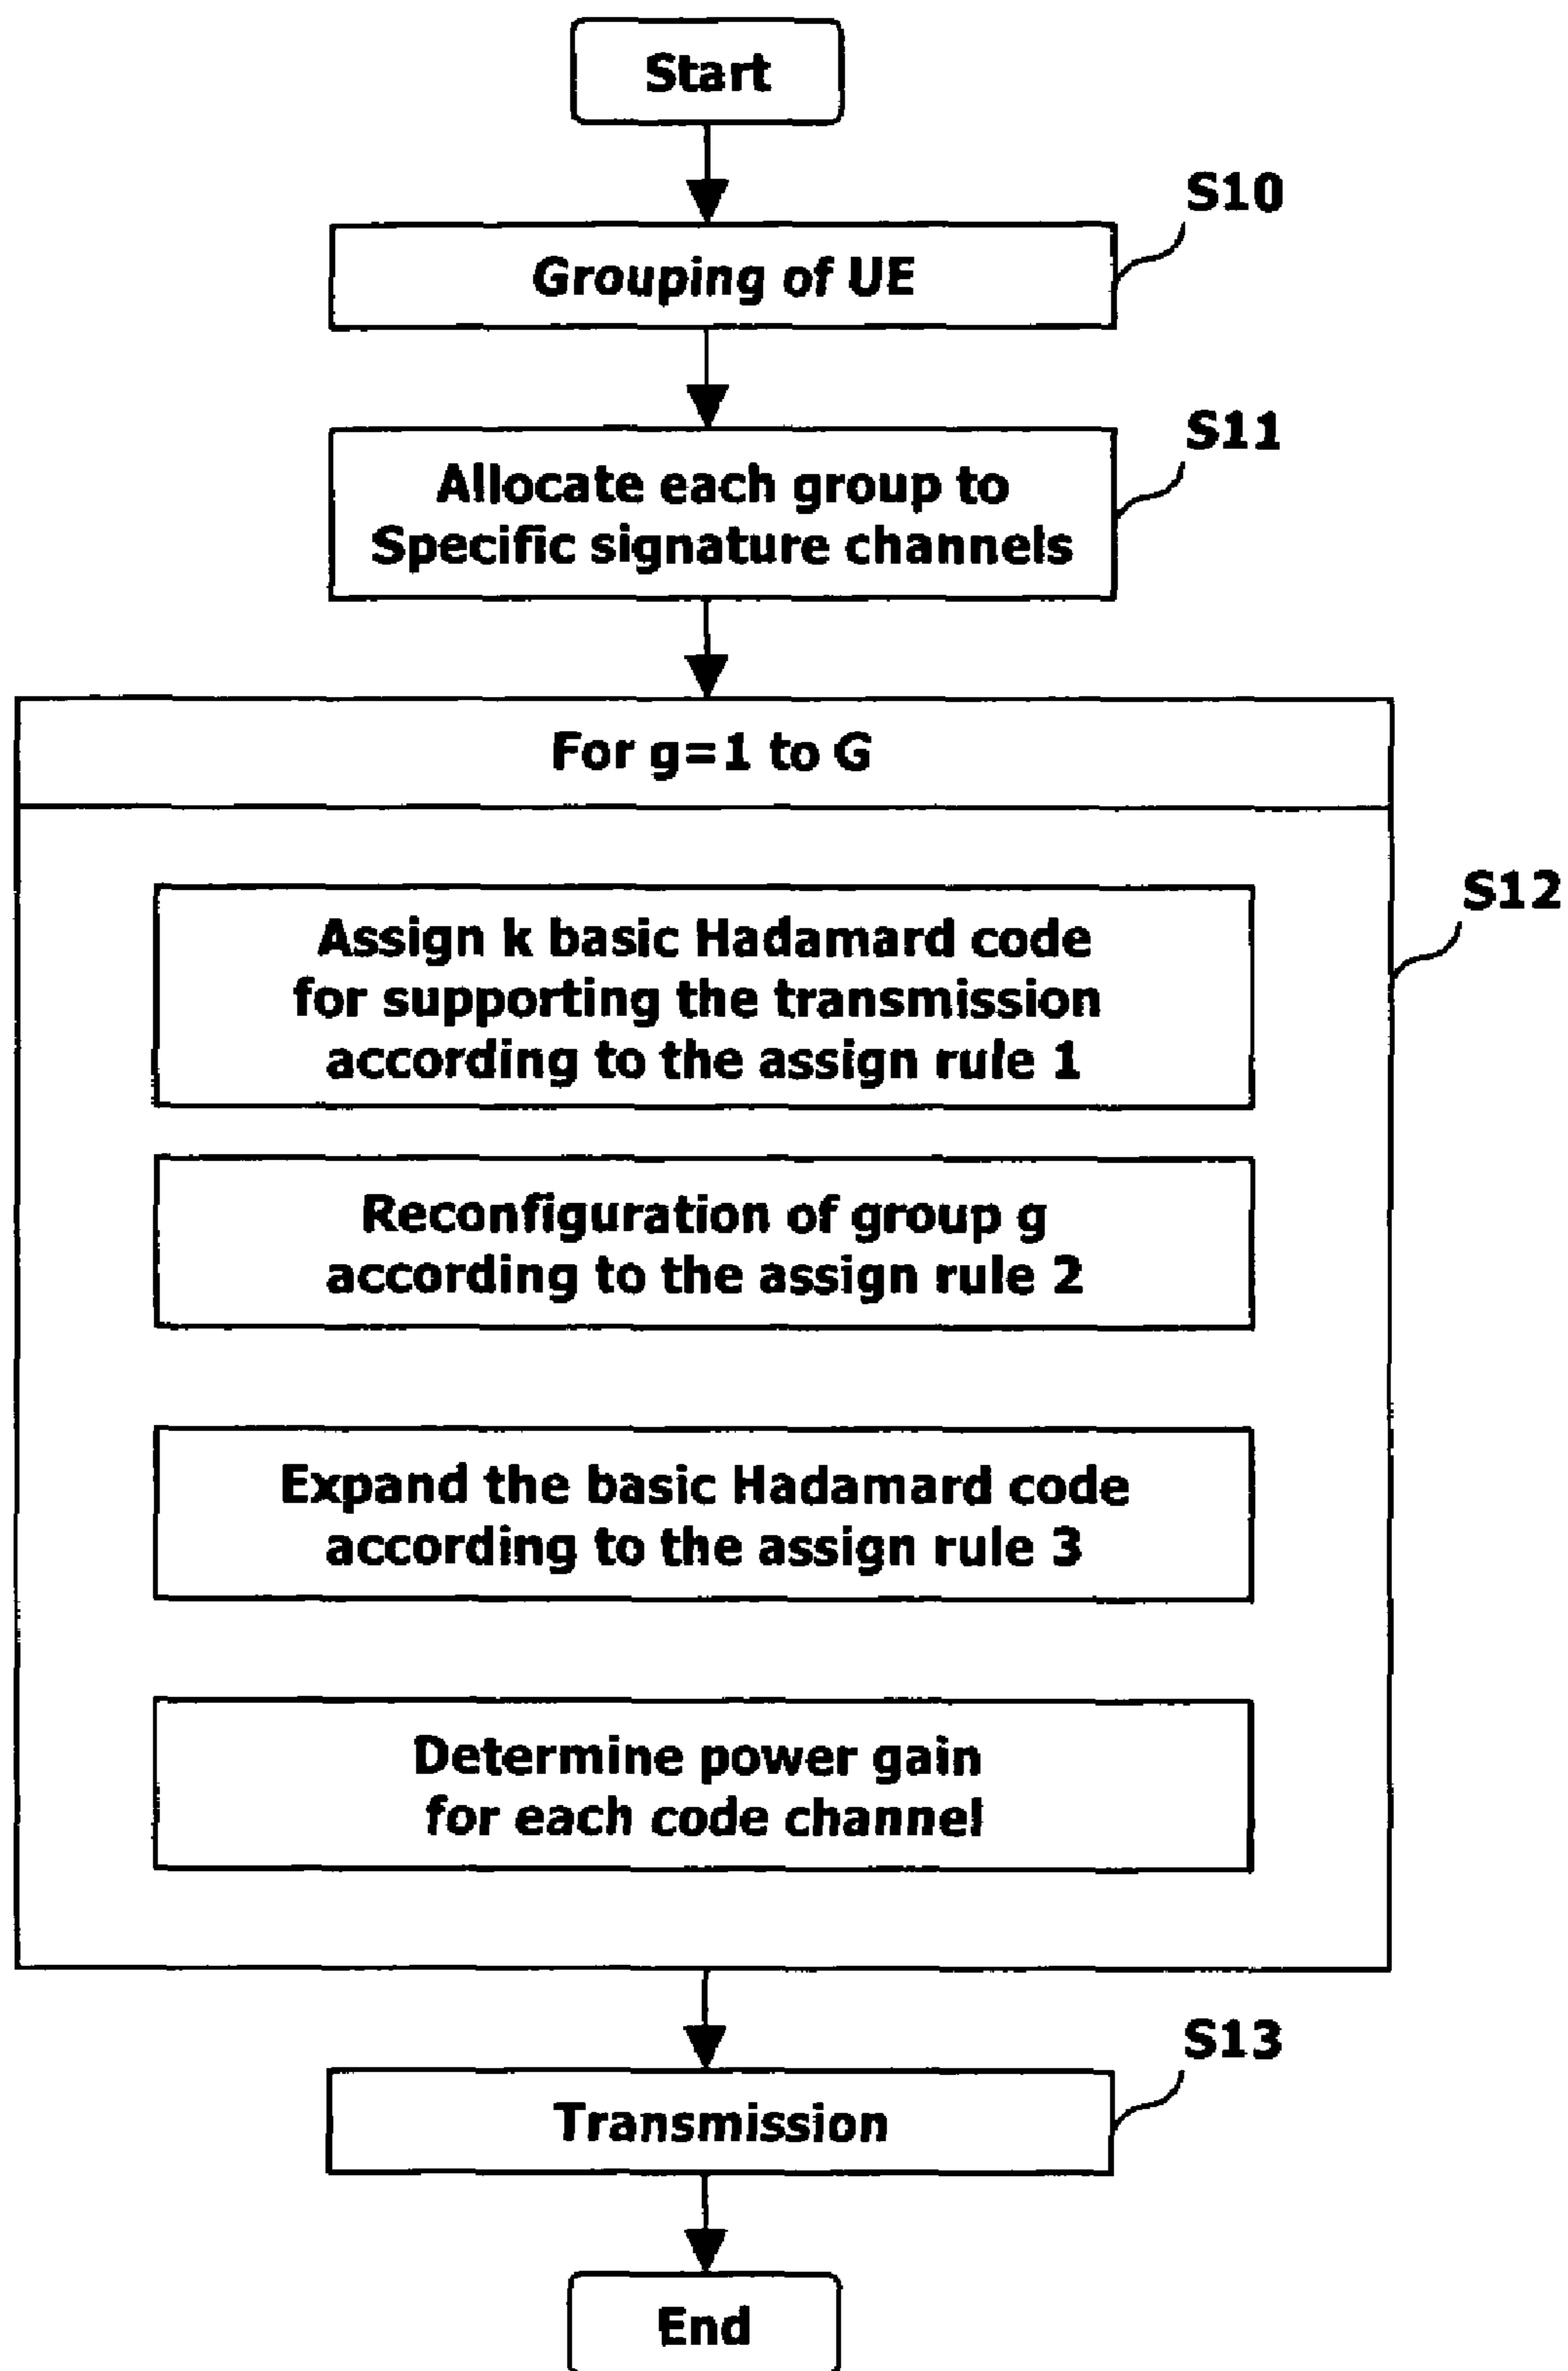 Start
S10
Grouping of UE
S11
Allocate each group to
Specific signature channels
For g=1 to G
S12
Assign k basic Hadamard code
for supporting the transmission
according to the assign rule 1
Reconfiguration of group g
according to the assign rule 2
Expand the basic Hadamard code
according to the assign rule 3
Determine power gain
for each code channel
S13
Transmission
End